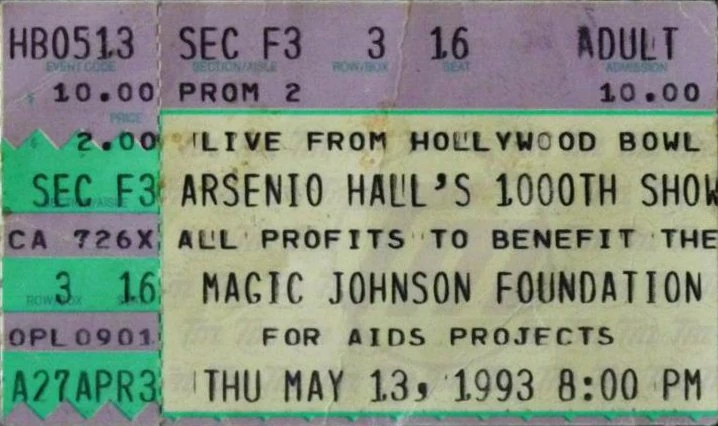 HB0513 SEC F3 3 16 ADULT
EVENT CODE SECTION/AISLE ROW/BOX SEAT ADMISSION
$ 10.00 PROM 2 10.00
PRICE
$ 2.00 LIVE FROM HOLLYWOOD BOWL
SEC F3 ARSENIO HALL'S 1000TH SHOW
SECTION/AISLE
CA 726X ALL PROFITS TO BENEFIT THE
3 16 MAGIC JOHNSON FOUNDATION
ROW/BOX
OPL0901 FOR AIDS PROJECTS
A27APR3 THU MAY 13, 1993 8:00 PM